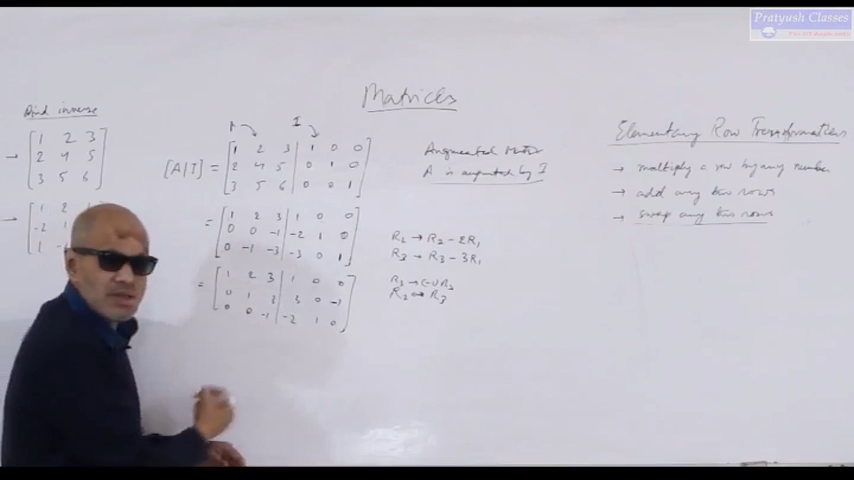 Pratyush Classes
Matrices
Find inverse
→ [1 2 3
2 4 5
3 5 6]
→ [1 2
-2 1
1
A I
[A|I] = [1 2 3 | 1 0 0
2 4 5 | 0 1 0
3 5 6 | 0 0 1]
Augmented Matrix
A is augmented by I
= [1 2 3 | 1 0 0
0 0 -1 | -2 1 0
0 -1 -3 | -3 0 1]
R₂ → R₂ - 2R₁
R₃ → R₃ - 3R₁
= [1 2 3 | 1 0 0
0 1 3 | 3 0 -1
0 0 -1 | -2 1 0]
R₂ ↔ R₃
Elementary Row Transformations
→ multiply a row by any number
→ add any two rows
→ swap any two rows